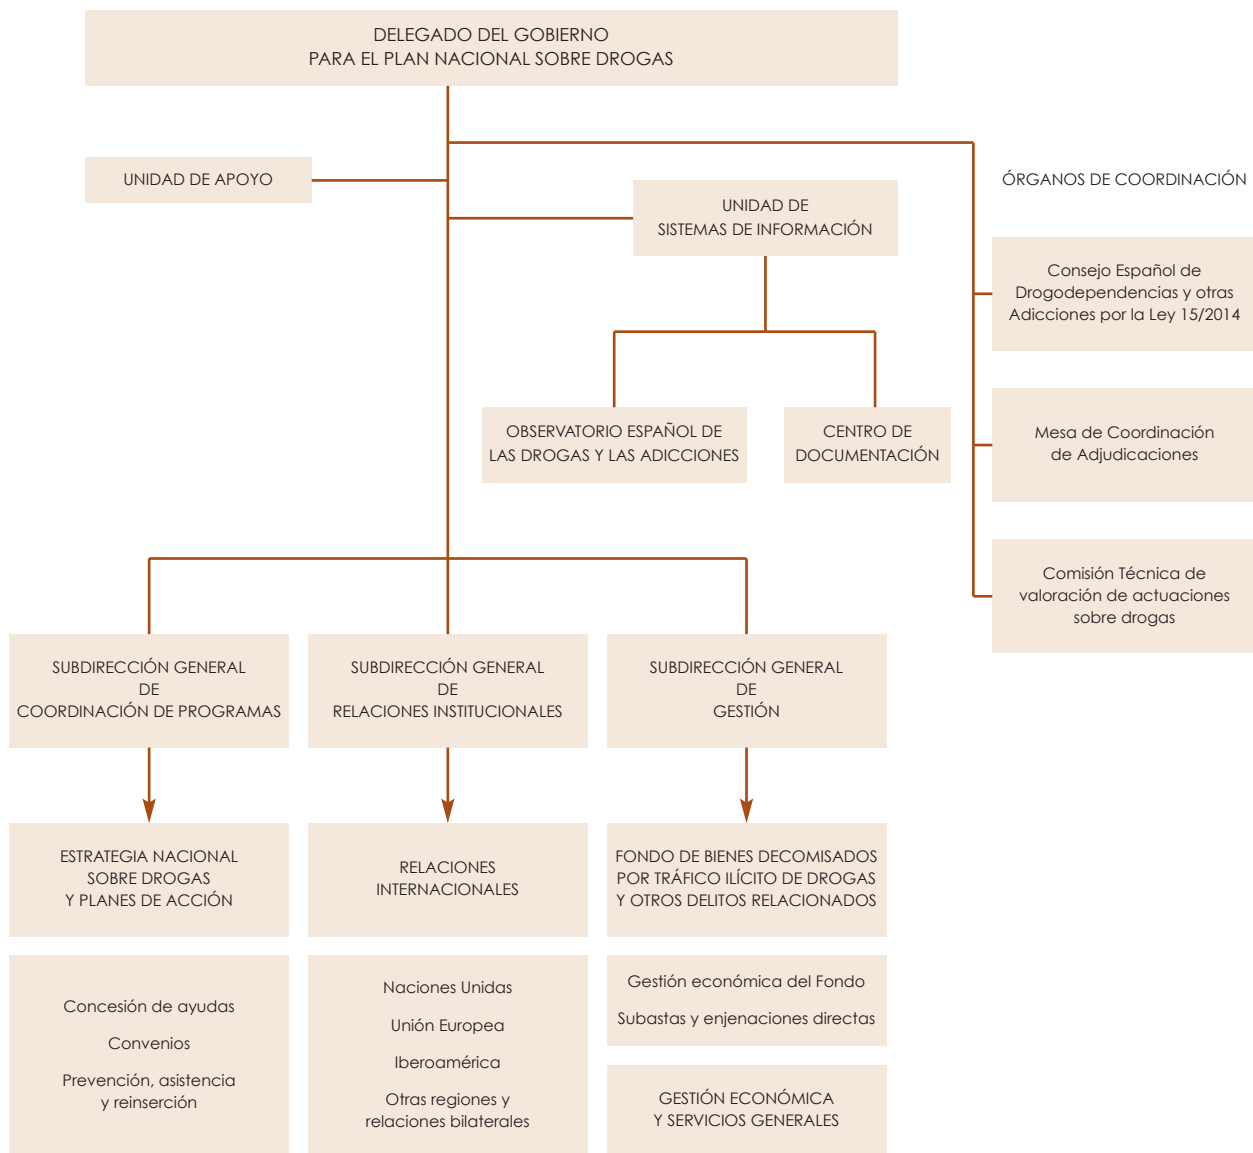 DELEGADO DEL GOBIERNO
PARA EL PLAN NACIONAL SOBRE DROGAS
UNIDAD DE APOYO
UNIDAD DE
SISTEMAS DE INFORMACIÓN
OBSERVATORIO ESPAÑOL DE
LAS DROGAS Y LAS ADICCIONES
CENTRO DE
DOCUMENTACIÓN
ÓRGANOS DE COORDINACIÓN
Consejo Español de
Drogodependencias y otras
Adicciones por la Ley 15/2014
Mesa de Coordinación
de Adjudicaciones
Comisión Técnica de
valoración de actuaciones
sobre drogas
SUBDIRECCIÓN GENERAL
DE
COORDINACIÓN DE PROGRAMAS
SUBDIRECCIÓN GENERAL
DE
RELACIONES INSTITUCIONALES
SUBDIRECCIÓN GENERAL
DE
GESTIÓN
ESTRATEGIA NACIONAL
SOBRE DROGAS
Y PLANES DE ACCIÓN
RELACIONES
INTERNACIONALES
FONDO DE BIENES DECOMISADOS
POR TRÁFICO ILÍCITO DE DROGAS
Y OTROS DELITOS RELACIONADOS
Concesión de ayudas
Convenios
Prevención, asistencia
y reinserción
Naciones Unidas
Unión Europea
Iberoamérica
Otras regiones y
relaciones bilaterales
Gestión económica del Fondo
Subastas y enjenaciones directas
GESTIÓN ECONÓMICA
Y SERVICIOS GENERALES